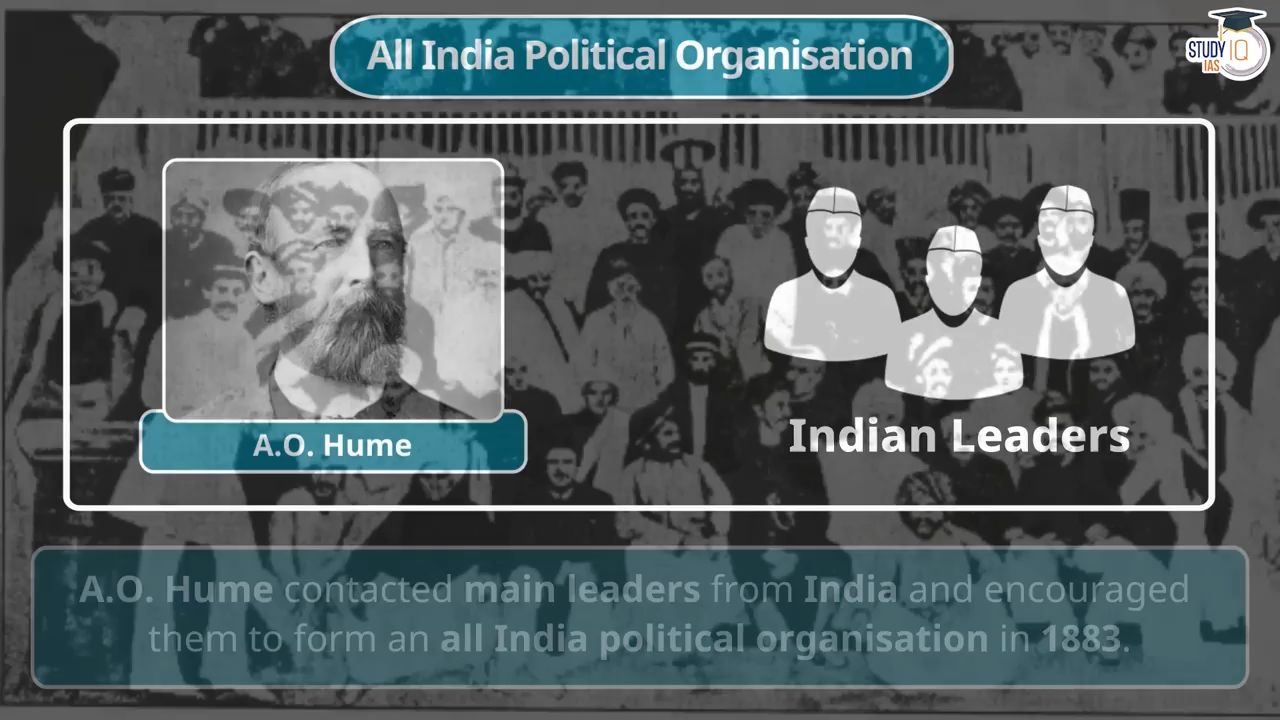 All India Political Organisation
STUDY IQ
IAS
A.O. Hume
Indian Leaders
A.O. Hume contacted main leaders from India and encouraged
them to form an all India political organisation in 1883.